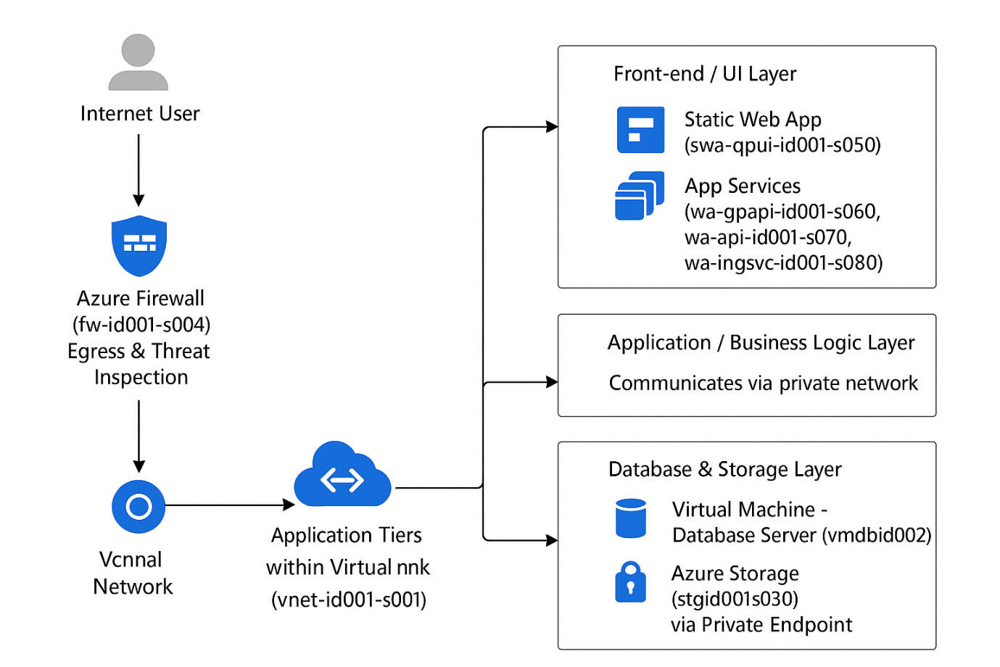 Internet User
Azure Firewall
(fw-id001-s004)
Egress & Threat
Inspection
Vcnnal
Network
Application Tiers
within Virtual nnk
(vnet-id001-s001)
Front-end / UI Layer
Static Web App
(swa-qpui-id001-s050)
App Services
(wa-gpapi-id001-s060,
wa-api-id001-s070,
wa-ingsvc-id001-s080)
Application / Business Logic Layer
Communicates via private network
Database & Storage Layer
Virtual Machine -
Database Server (vmdbid002)
Azure Storage
(stgid001s030)
via Private Endpoint